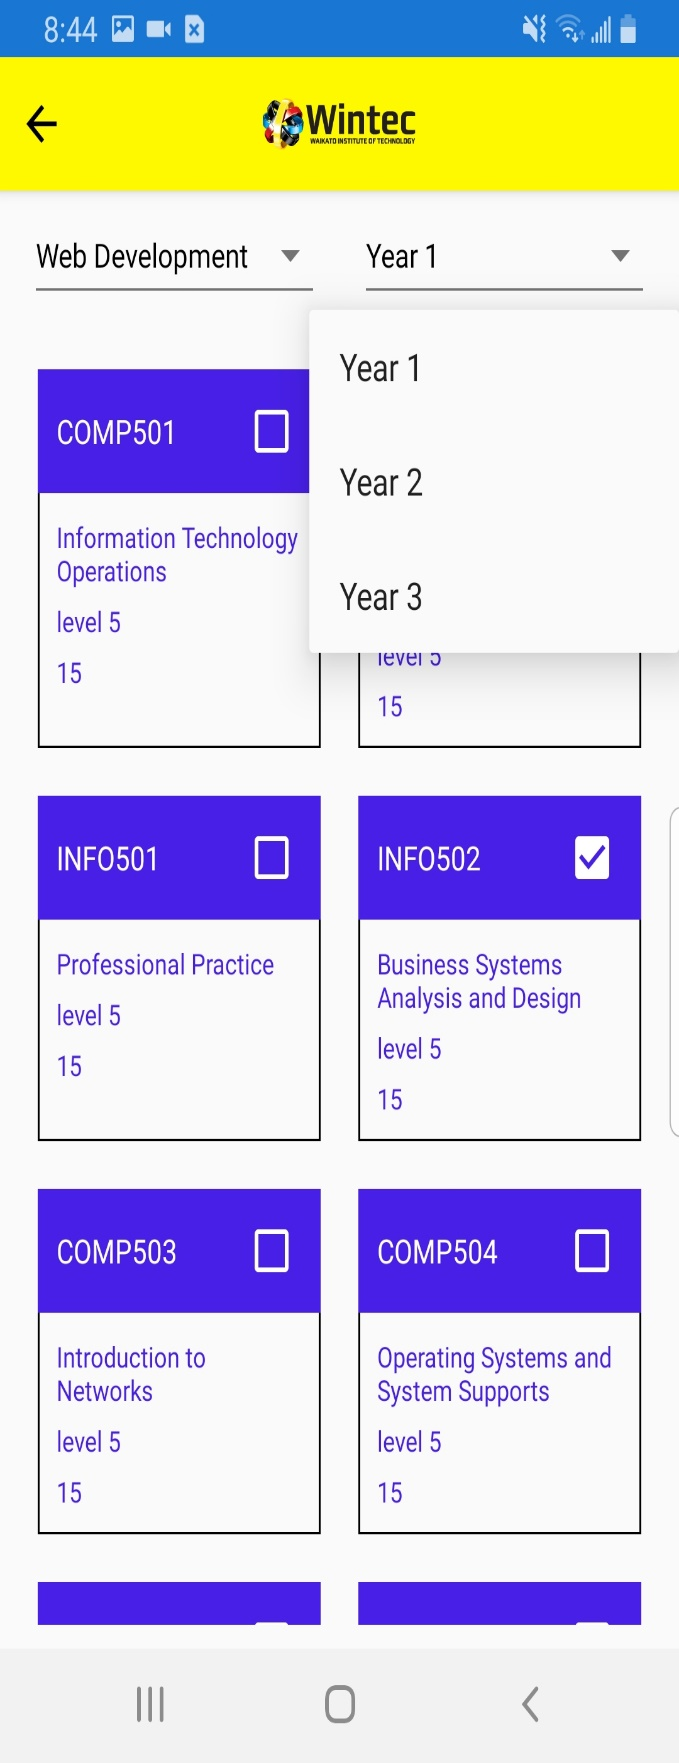 8:44
Wintec
WAIKATO INSTITUTE OF TECHNOLOGY
Web Development
Year 1
Year 1
Year 2
Year 3
COMP501
Information Technology
Operations
level 5
15
level 5
15
INFO501
Professional Practice
level 5
15
INFO502
Business Systems
Analysis and Design
level 5
15
COMP503
Introduction to
Networks
level 5
15
COMP504
Operating Systems and
System Supports
level 5
15